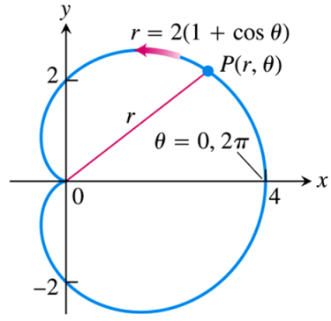 y
r = 2(1 + cos θ)
2
P(r, θ)
r
θ = 0, 2π
x
0
4
−2